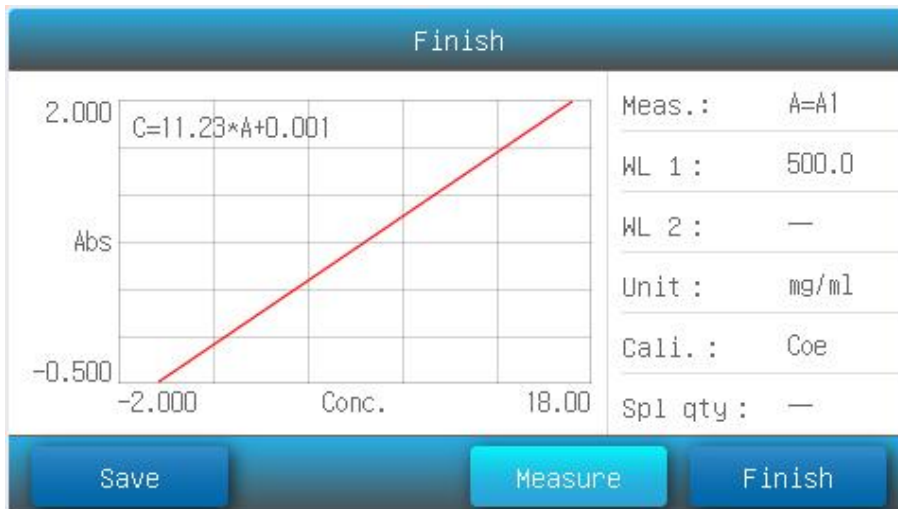 Finish
2.000
C=11.23*A+0.001
Abs
-0.500
-2.000 Conc. 18.00
Meas.: A=A1
WL 1: 500.0
WL 2: —
Unit: mg/ml
Cali.: Coe
Spl qty: —
Save Measure Finish